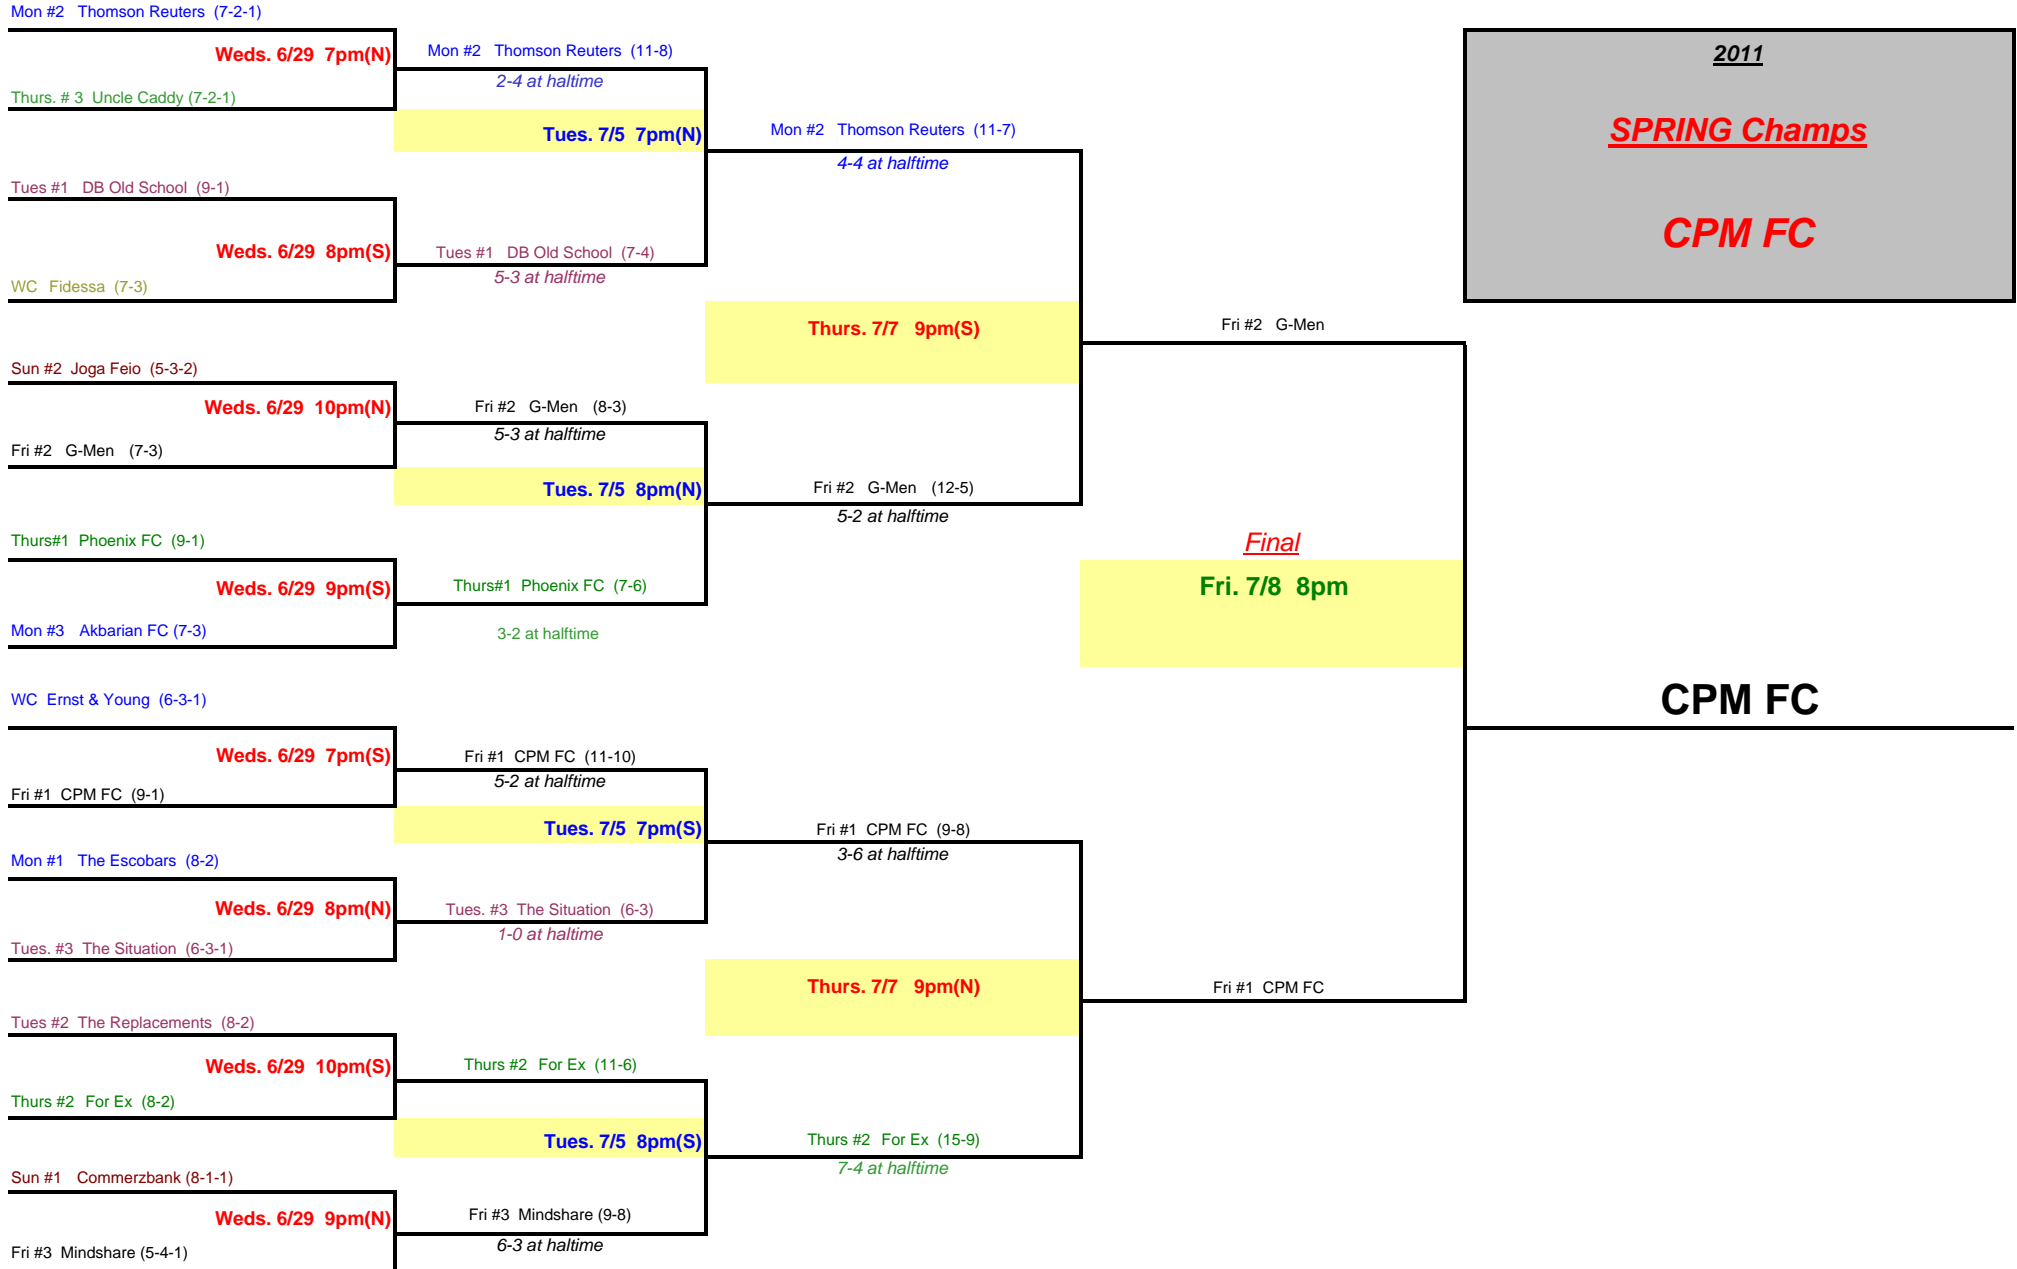 Mon #2 Thomson Reuters (7-2-1)
Weds. 6/29 7pm(N)
Thurs. # 3 Uncle Caddy (7-2-1)
Mon #2 Thomson Reuters (11-8)
2-4 at haltime
Tues. 7/5 7pm(N)
Tues #1 DB Old School (9-1)
Weds. 6/29 8pm(S)
WC Fidessa (7-3)
Tues #1 DB Old School (7-4)
5-3 at halftime
Mon #2 Thomson Reuters (11-7)
4-4 at halftime
Thurs. 7/7 9pm(S)
Sun #2 Joga Feio (5-3-2)
Weds. 6/29 10pm(N)
Fri #2 G-Men (7-3)
Fri #2 G-Men (8-3)
5-3 at halftime
Tues. 7/5 8pm(N)
Thurs#1 Phoenix FC (9-1)
Weds. 6/29 9pm(S)
Mon #3 Akbarian FC (7-3)
Thurs#1 Phoenix FC (7-6)
3-2 at halftime
Fri #2 G-Men (12-5)
5-2 at halftime
Fri #2 G-Men
Final
Fri. 7/8 8pm
WC Ernst & Young (6-3-1)
Weds. 6/29 7pm(S)
Fri #1 CPM FC (9-1)
Fri #1 CPM FC (11-10)
5-2 at halftime
Tues. 7/5 7pm(S)
Mon #1 The Escobars (8-2)
Weds. 6/29 8pm(N)
Tues. #3 The Situation (6-3-1)
Tues. #3 The Situation (6-3)
1-0 at haltime
Fri #1 CPM FC (9-8)
3-6 at halftime
Thurs. 7/7 9pm(N)
Fri #1 CPM FC
Tues #2 The Replacements (8-2)
Weds. 6/29 10pm(S)
Thurs #2 For Ex (8-2)
Thurs #2 For Ex (11-6)
Tues. 7/5 8pm(S)
Thurs #2 For Ex (15-9)
7-4 at halftime
Sun #1 Commerzbank (8-1-1)
Weds. 6/29 9pm(N)
Fri #3 Mindshare (5-4-1)
Fri #3 Mindshare (9-8)
6-3 at haltime
2011
SPRING Champs
CPM FC
CPM FC